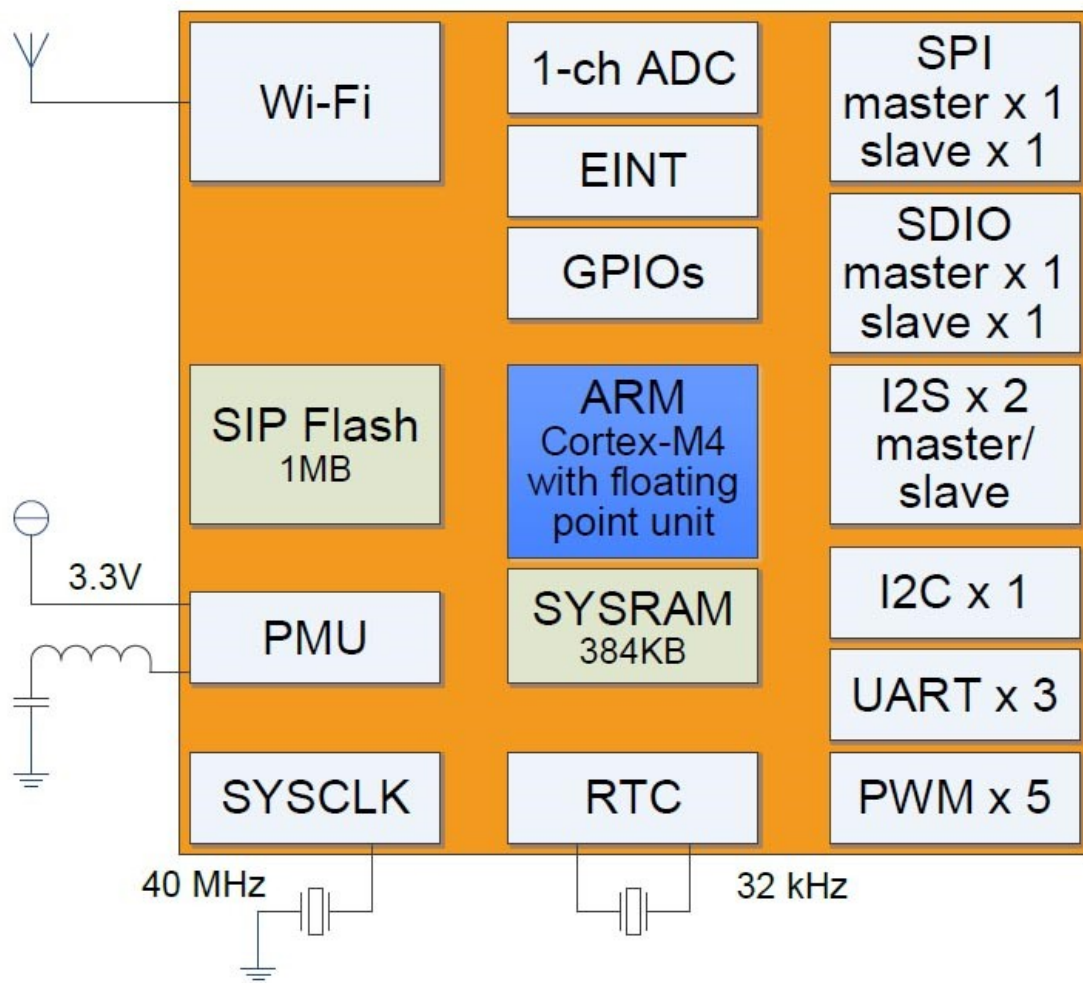 Wi-Fi
1-ch ADC
EINT
GPIOs
SPI
master x 1
slave x 1
SDIO
master x 1
slave x 1
SIP Flash
1MB
ARM
Cortex-M4
with floating
point unit
I2S x 2
master/
slave
3.3V
PMU
SYSRAM
384KB
I2C x 1
UART x 3
SYSCLK
RTC
PWM x 5
40 MHz
32 kHz